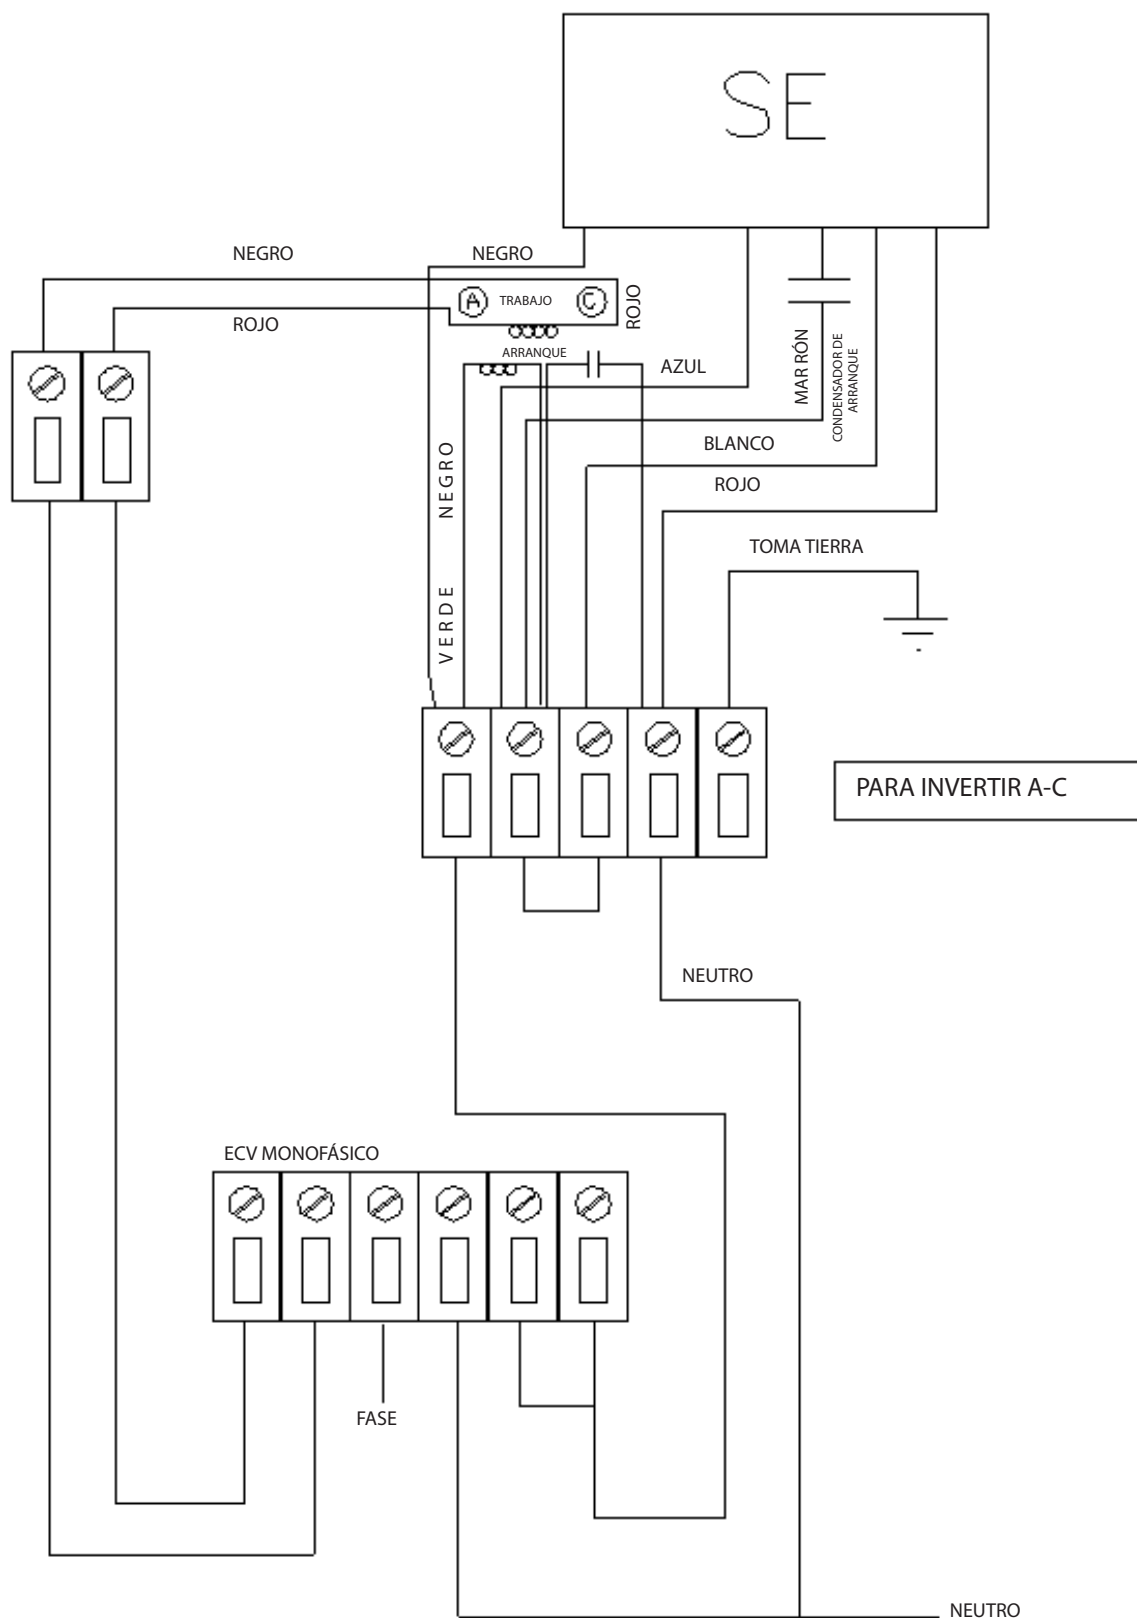 SE
NEGRO
NEGRO
A
TRABAJO
C
ROJO
ROJO
ARRANQUE
AZUL
MAR RÓN
CONDENSADOR DE
ARRANQUE
BLANCO
NEGRO
ROJO
TOMA TIERRA
VERDE
PARA INVERTIR A-C
NEUTRO
ECV MONOFÁSICO
FASE
NEUTRO